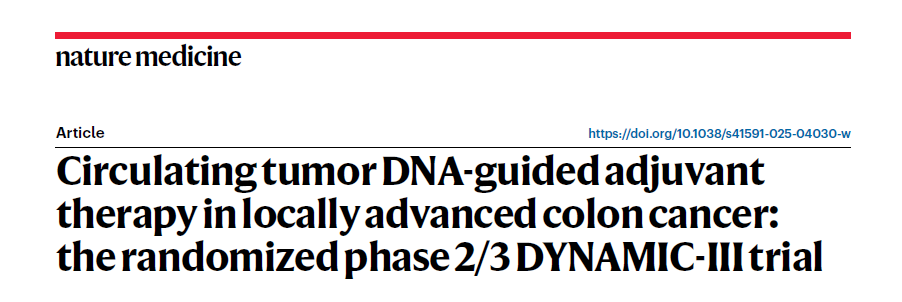 nature medicine
Article
https://doi.org/10.1038/s41591-025-04030-w
Circulating tumor DNA-guided adjuvant
therapy in locally advanced colon cancer:
the randomized phase 2/3 DYNAMIC-III trial